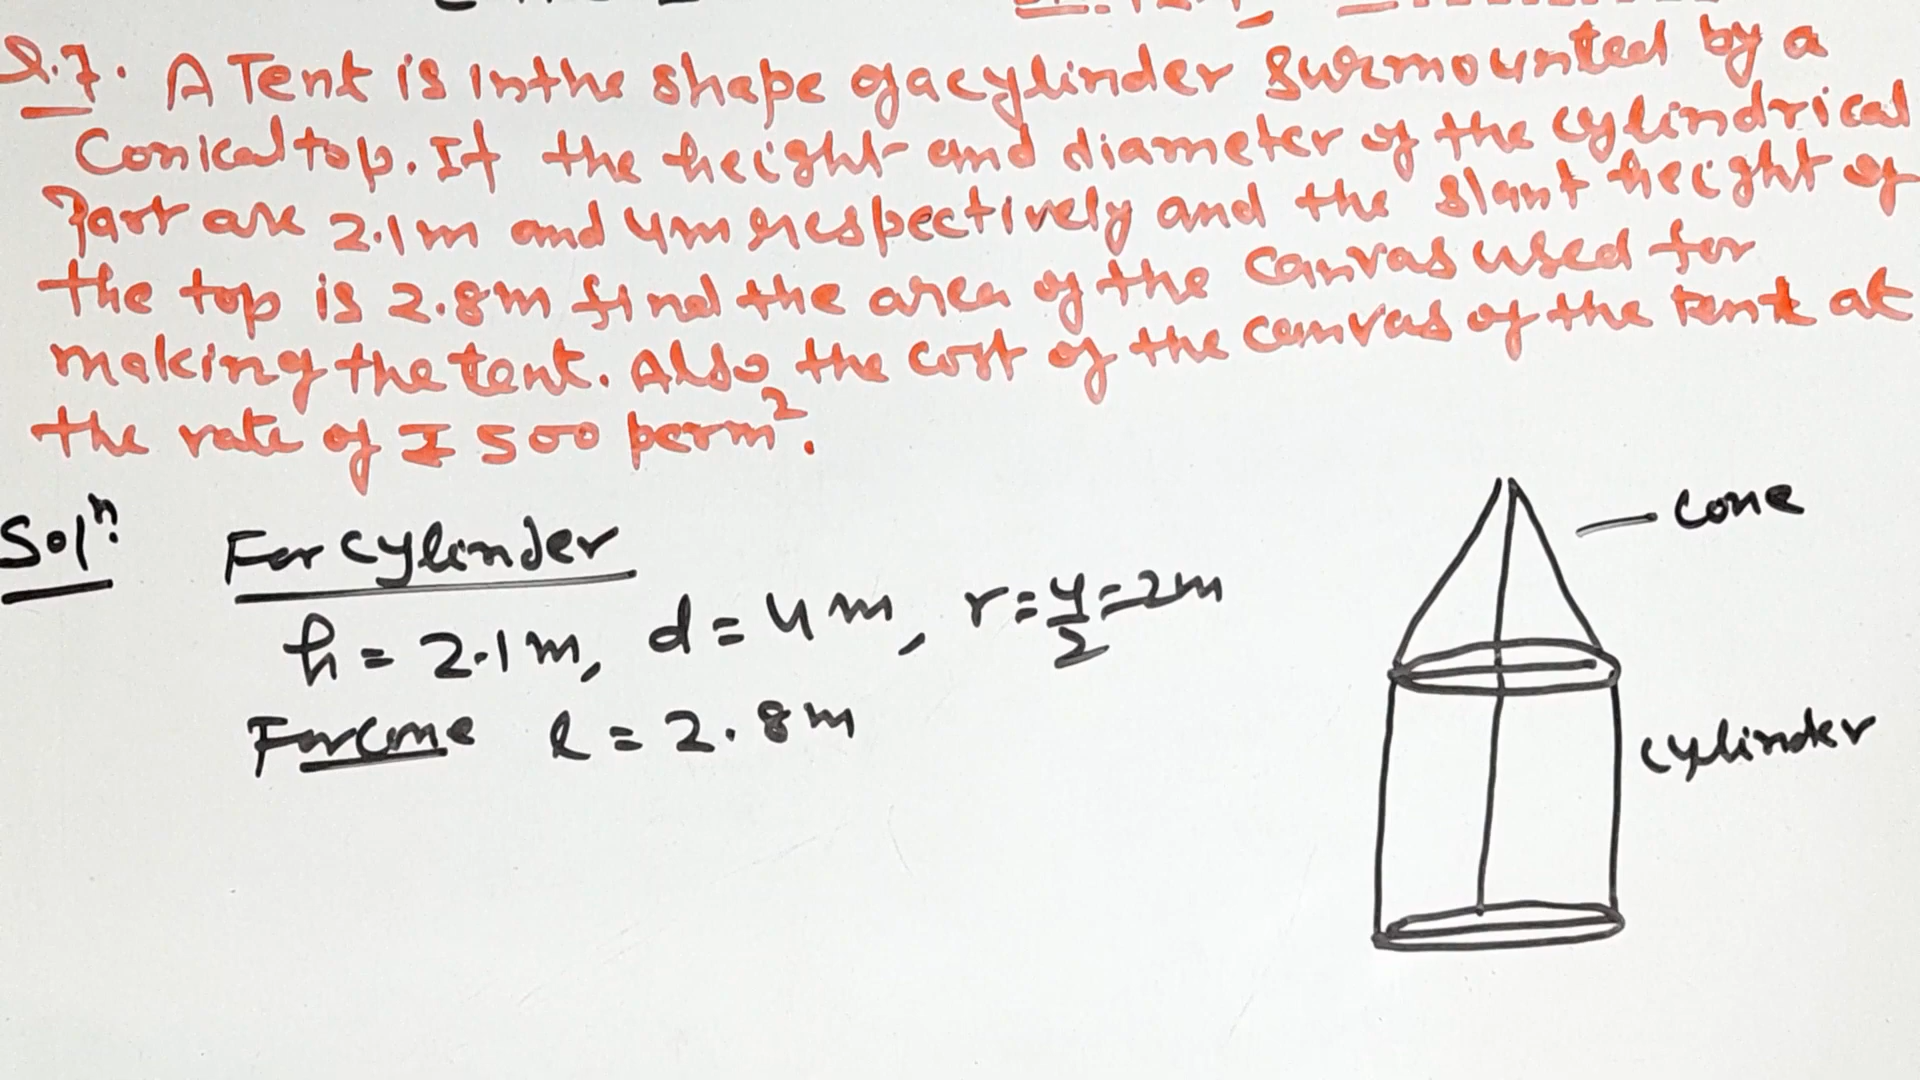 Q.7. A Tent is in the shape of a cylinder surmounted by a
Conical top. If the height and diameter of the cylindrical
Part are 2.1m and 4m respectively and the slant height of
the top is 2.8m find the area of the canvas used for
making the tent. Also, the cost of the canvas of the tent at
the rate of ₹ 500 per m².
Solⁿ: For cylinder
h = 2.1m, d = 4m, r = 4/2 = 2m
For cone l = 2.8m
cone
cylinder